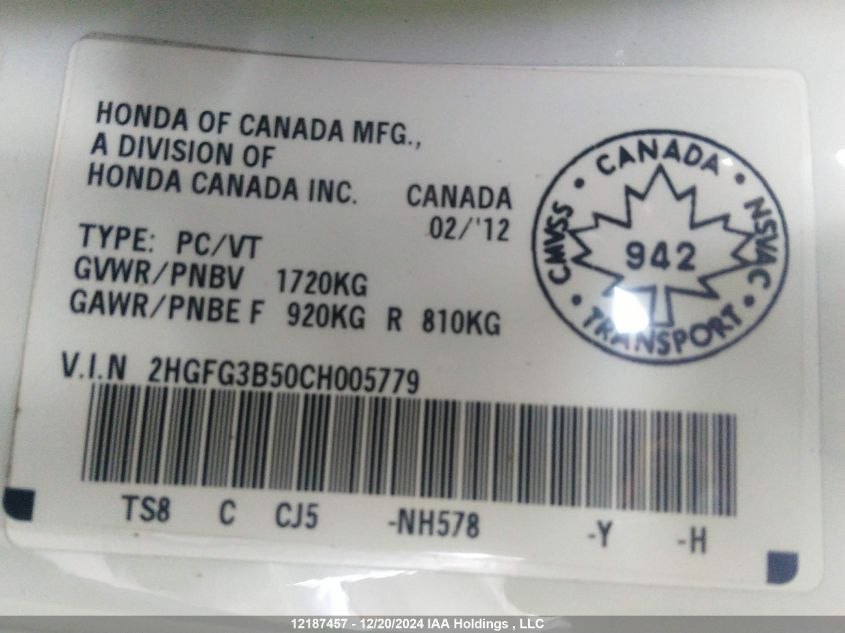 HONDA OF CANADA MFG.,
A DIVISION OF
HONDA CANADA INC. CANADA
02/'12
TYPE: PC/VT
GVWR/PNBV 1720KG
GAWR/PNBE F 920KG R 810KG
CANADA
CMVSS NSVAC
942
TRANSPORT
V.I.N 2HGFG3B50CH005779
TS8 C CJ5 -NH578 -Y -H
12187457 - 12/20/2024 IAA Holdings , LLC